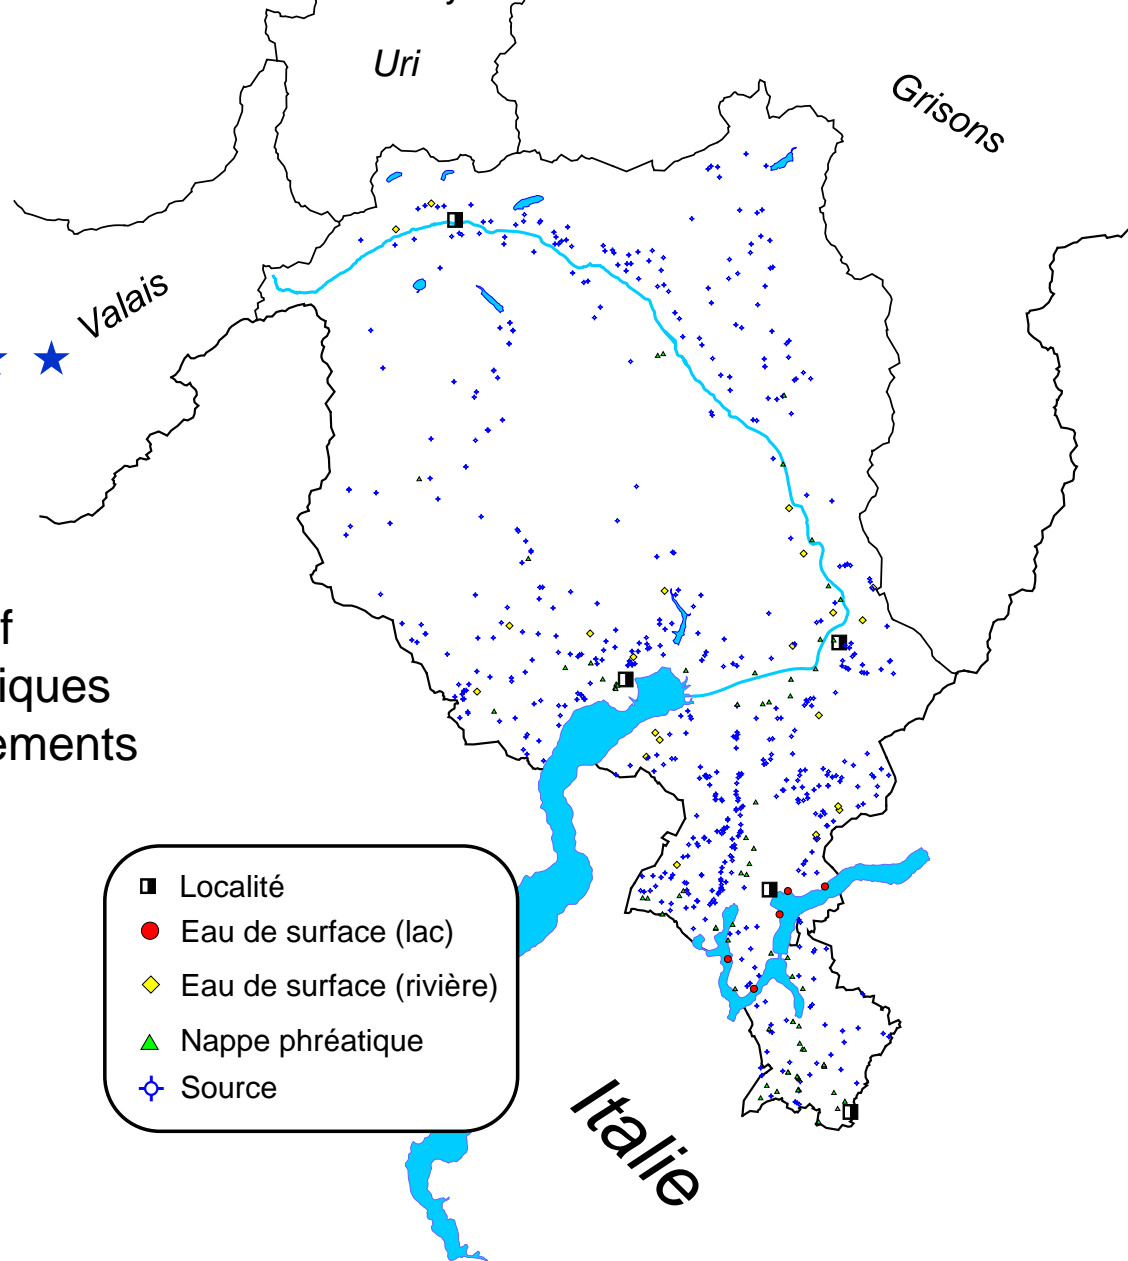 Uri
Grisons
Valais
f
iques
ements
Localité
Eau de surface (lac)
Eau de surface (rivière)
Nappe phréatique
Source
Italie